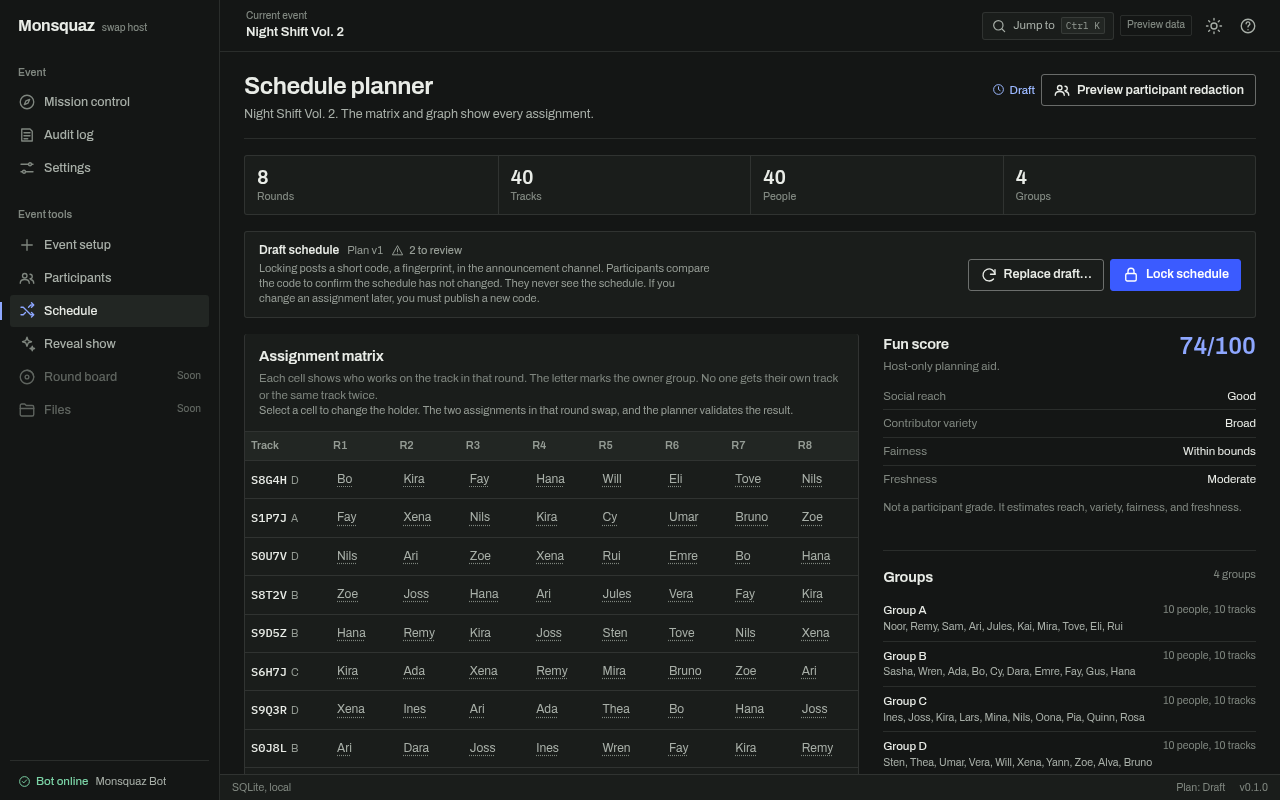 Monsquaz swap host
Event
Mission control
Audit log
Settings
Event tools
Event setup
Participants
Schedule
Reveal show
Round board Soon
Files Soon
Bot online Monsquaz Bot
Current event
Night Shift Vol. 2
Jump to Ctrl K
Preview data
Schedule planner
Night Shift Vol. 2. The matrix and graph show every assignment.
Draft
Preview participant redaction
8
Rounds
40
Tracks
40
People
4
Groups
Draft schedule Plan v1 2 to review
Locking posts a short code, a fingerprint, in the announcement channel. Participants compare
the code to confirm the schedule has not changed. They never see the schedule. If you
change an assignment later, you must publish a new code.
Replace draft...
Lock schedule
Assignment matrix
Each cell shows who works on the track in that round. The letter marks the owner group. No one gets their own track
or the same track twice.
Select a cell to change the holder. The two assignments in that round swap, and the planner validates the result.
Track R1 R2 R3 R4 R5 R6 R7 R8
S8G4H D Bo Kira Fay Hana Will Eli Tove Nils
S1P7J A Fay Xena Nils Kira Cy Umar Bruno Zoe
S0U7V D Nils Ari Zoe Xena Rui Emre Bo Hana
S8T2V B Zoe Joss Hana Ari Jules Vera Fay Kira
S9D5Z B Hana Remy Kira Joss Sten Tove Nils Xena
S6H7J C Kira Ada Xena Remy Mira Bruno Zoe Ari
S9Q3R D Xena Ines Ari Ada Thea Bo Hana Joss
S0J8L B Ari Dara Joss Ines Wren Fay Kira Remy
Fun score 74/100
Host-only planning aid.
Social reach Good
Contributor variety Broad
Fairness Within bounds
Freshness Moderate
Not a participant grade. It estimates reach, variety, fairness, and freshness.
Groups 4 groups
Group A 10 people, 10 tracks
Noor, Remy, Sam, Ari, Jules, Kai, Mira, Tove, Eli, Rui
Group B 10 people, 10 tracks
Sasha, Wren, Ada, Bo, Cy, Dara, Emre, Fay, Gus, Hana
Group C 10 people, 10 tracks
Ines, Joss, Kira, Lars, Mina, Nils, Oona, Pia, Quinn, Rosa
Group D 10 people, 10 tracks
Sten, Thea, Umar, Vera, Will, Xena, Yann, Zoe, Alva, Bruno
SQLite, local
Plan: Draft v0.1.0